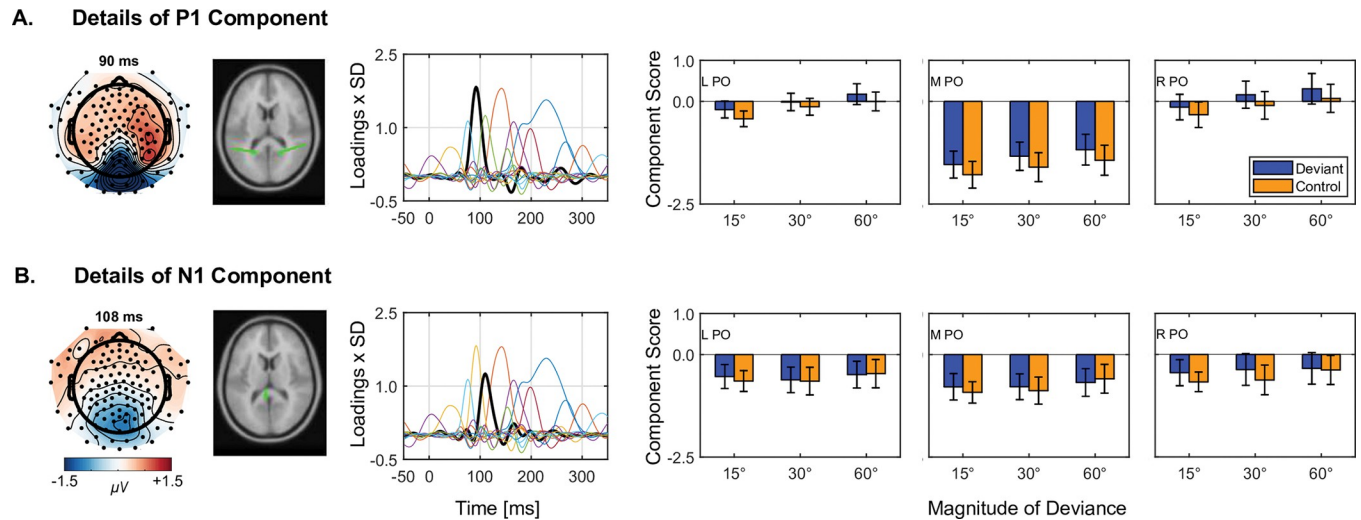 A. Details of P1 Component
90 ms
2.5
1.0
-0.5
Loadings x SD
-50 0 100 200 300
1.0
0.0
-2.5
Component Score
L PO
15° 30° 60°
M PO
15° 30° 60°
R PO
Deviant
Control
15° 30° 60°
B. Details of N1 Component
108 ms
-1.5 +1.5
µV
2.5
1.0
-0.5
Loadings x SD
-50 0 100 200 300
Time [ms]
1.0
0.0
-2.5
Component Score
L PO
15° 30° 60°
M PO
15° 30° 60°
R PO
15° 30° 60°
Magnitude of Deviance